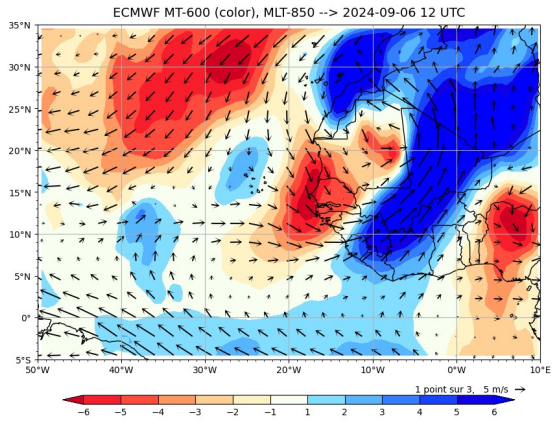 ECMWF MT-600 (color), MLT-850 --> 2024-09-06 12 UTC
35°N
30°N
25°N
20°N
15°N
10°N
5°N
0°
5°S
50°W 40°W 30°W 20°W 10°W 0°W 10°E
1 point sur 3, 5 m/s
−6 −5 −4 −3 −2 −1 1 2 3 4 5 6